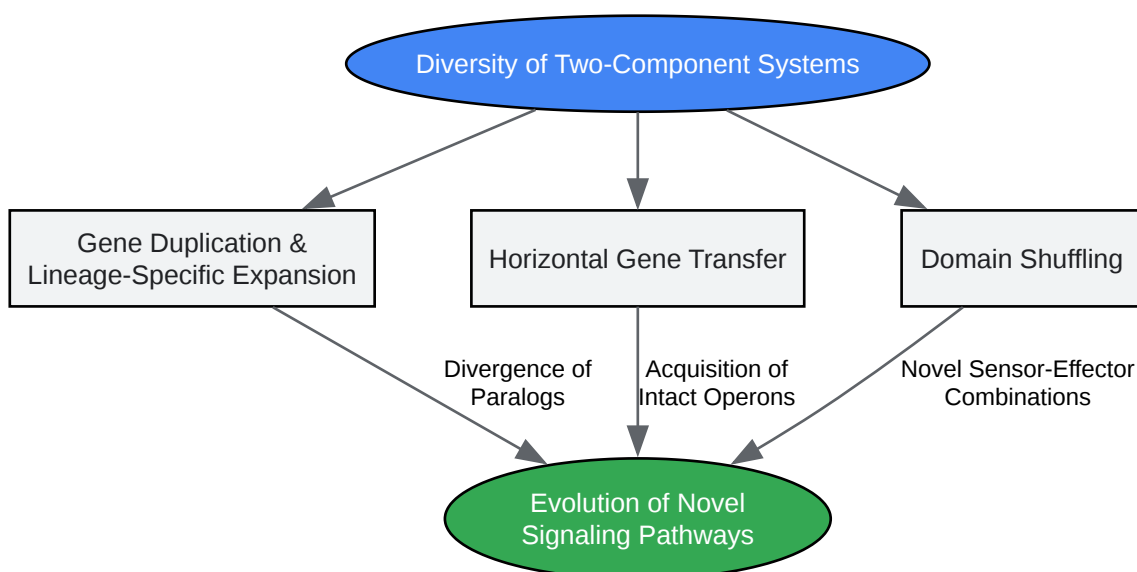 Diversity of Two-Component Systems
Gene Duplication &
Lineage-Specific Expansion
Horizontal Gene Transfer
Domain Shuffling
Divergence of
Paralogs
Acquisition of
Intact Operons
Novel Sensor-Effector
Combinations
Evolution of Novel
Signaling Pathways